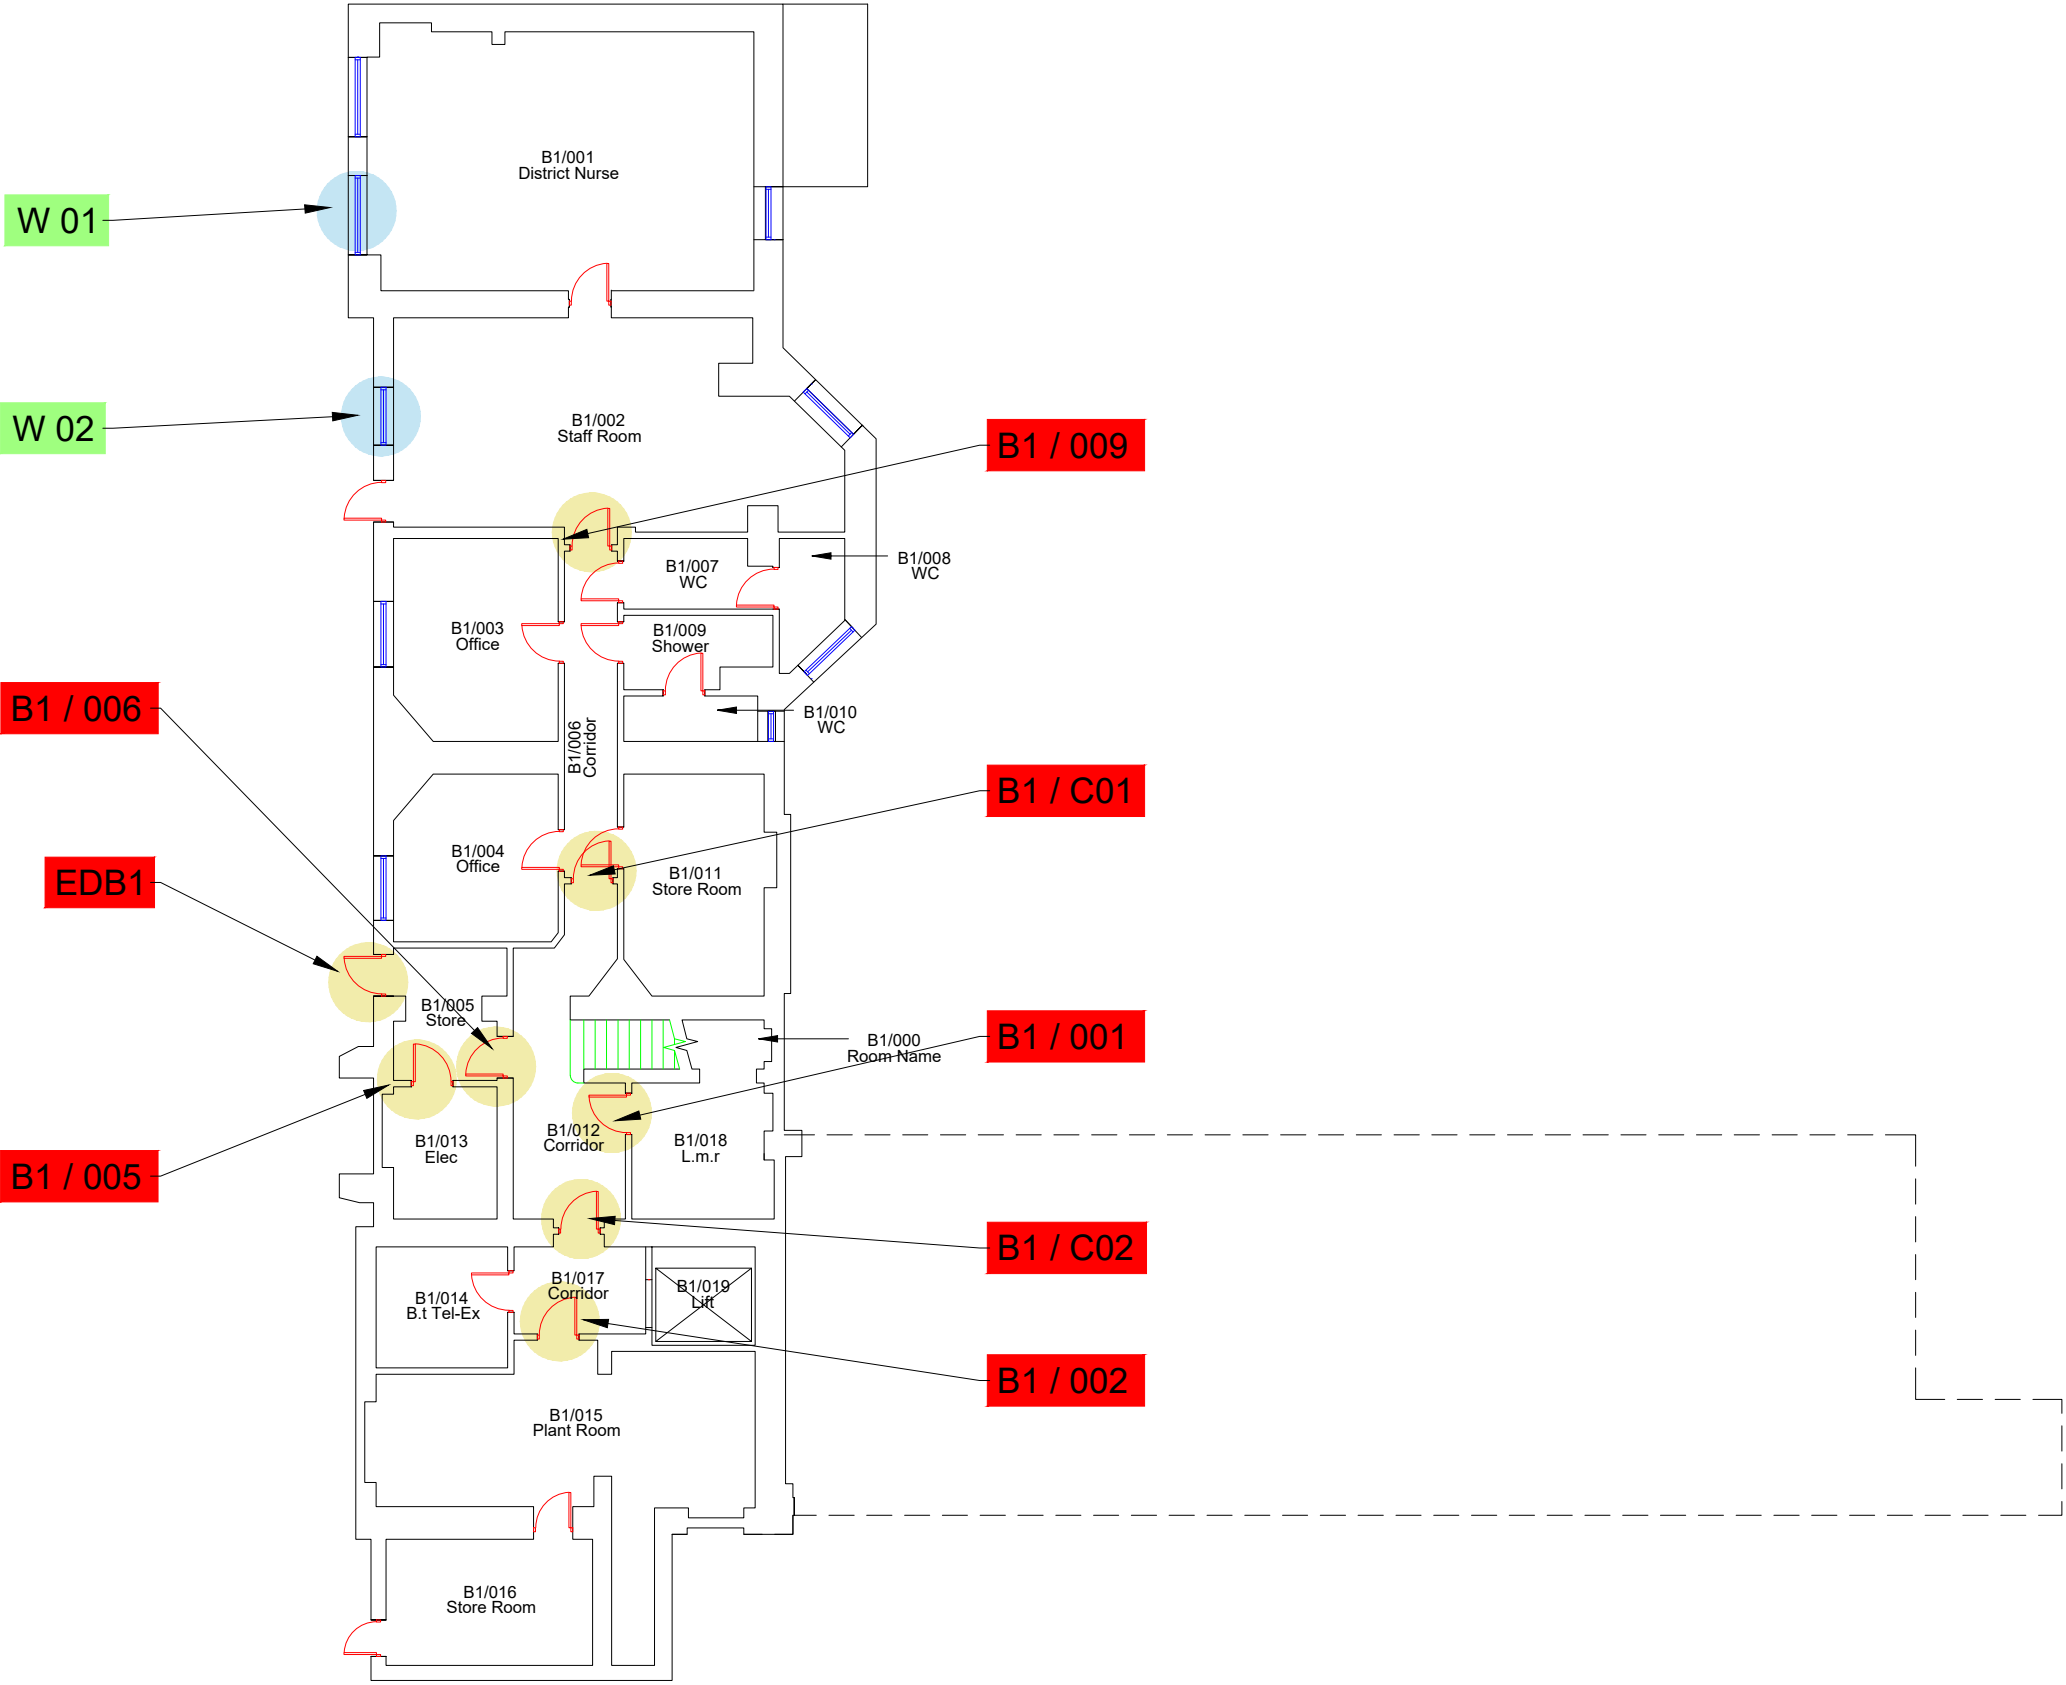 B1/001
District Nurse
W 01
W 02
B1/002
Staff Room
B1 / 009
B1/008
WC
B1/007
WC
B1/003
Office
B1/009
Shower
B1 / 006
B1/010
WC
B1/006
Corridor
B1 / C01
B1/004
Office
B1/011
Store Room
EDB1
B1/005
Store
B1/000
Room Name
B1 / 001
B1/012
Corridor
B1/013
Elec
B1/018
L.m.r
B1 / 005
B1 / C02
B1/017
Corridor
B1/019
Lift
B1/014
B.t Tel-Ex
B1 / 002
B1/015
Plant Room
B1/016
Store Room